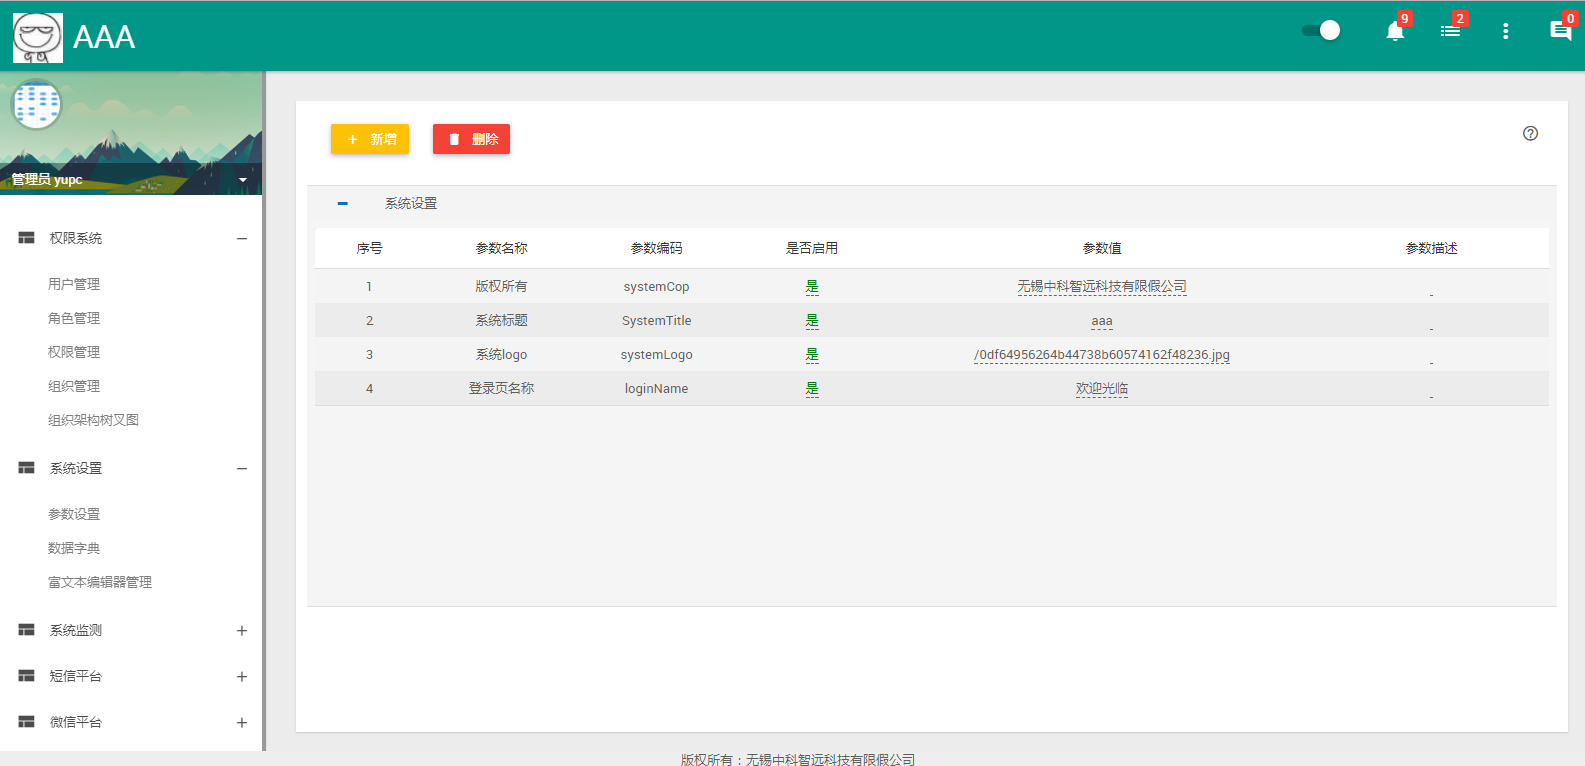 AAA
9
2
0
管理员 yupc
权限系统
用户管理
角色管理
权限管理
组织管理
组织架构树叉图
系统设置
参数设置
数据字典
富文本编辑器管理
系统监测
短信平台
微信平台
新增 删除
系统设置
序号 参数名称 参数编码 是否启用 参数值 参数描述
1 版权所有 systemCop 是 无锡中科智远科技有限假公司
2 系统标题 SystemTitle 是 aaa
3 系统logo systemLogo 是 /0df64956264b44738b60574162f48236.jpg
4 登录页名称 loginName 是 欢迎光临
版权所有：无锡中科智远科技有限假公司